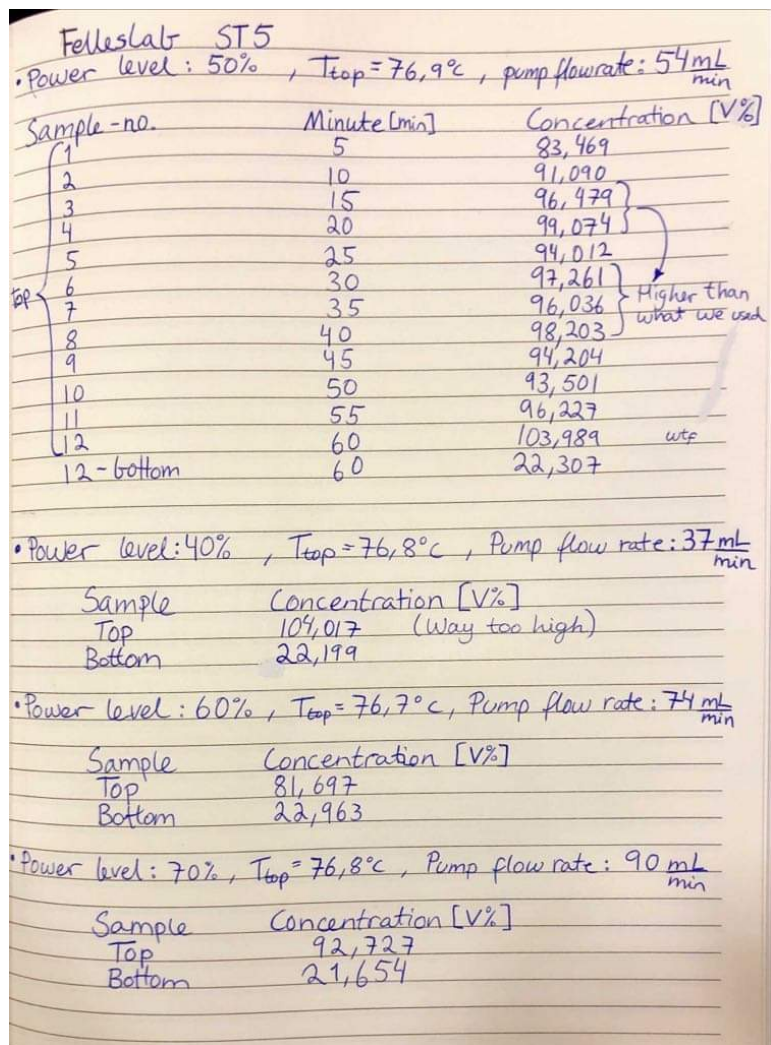 Felleslab ST5
• Power level: 50% , Ttop = 76,9°C , pump flowrate: 54 mL/min
Sample-no. Minute [min] Concentration [V%]
1 5 83,469
2 10 91,090
3 15 96,479
4 20 99,074
5 25 94,012
6 30 97,261
top 7 35 96,036 Higher than
8 40 98,203 what we used
9 45 94,204
10 50 93,501
11 55 96,227
12 60 103,989 wtf
12-bottom 60 22,307
• Power level: 40% , Ttop = 76,8°C , Pump flow rate: 37 mL/min
Sample Concentration [V%]
Top 104,017 (Way too high)
Bottom 22,199
• Power level: 60% , Ttop = 76,7°C, Pump flow rate: 74 mL/min
Sample Concentration [V%]
Top 81,697
Bottom 22,963
• Power level: 70% , Ttop = 76,8°C , Pump flow rate: 90 mL/min
Sample Concentration [V%]
Top 92,727
Bottom 21,654